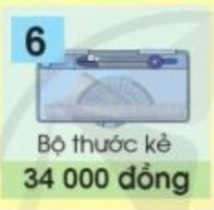 6
Bộ thước kẻ
34 000 đồng